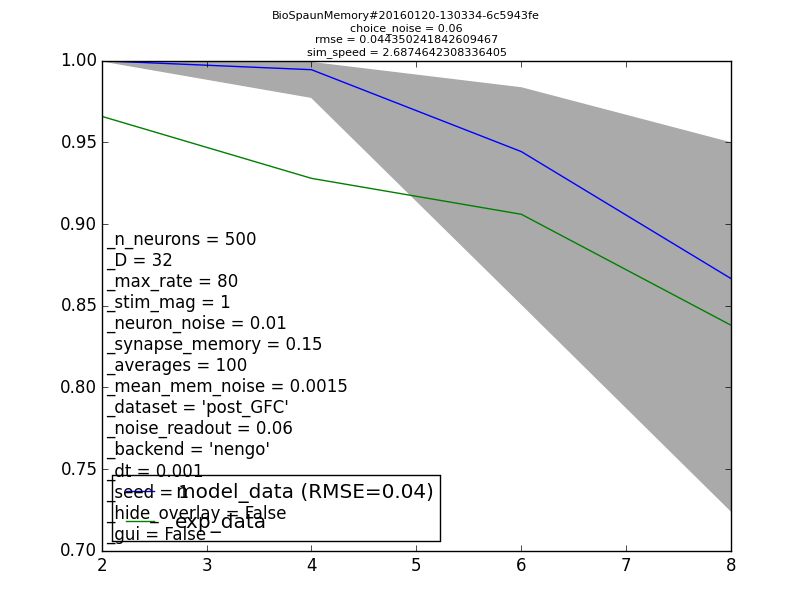 BioSpaunMemory#20160120-130334-6c5943fe
choice_noise = 0.06
rmse = 0.044350241842609467
sim_speed = 2.6874642308336405
1.00
0.95
0.90
0.85
0.80
0.75
0.70
_n_neurons = 500
_D = 32
_max_rate = 80
_stim_mag = 1
_neuron_noise = 0.01
_synapse_memory = 0.15
_averages = 100
_mean_mem_noise = 0.0015
_dataset = 'post_GFC'
_noise_readout = 0.06
_backend = 'nengo'
_dt = 0.001
_seed = 1
model_data (RMSE=0.04)
_hide_overlay = False
exp_data
_gui = False
2 3 4 5 6 7 8